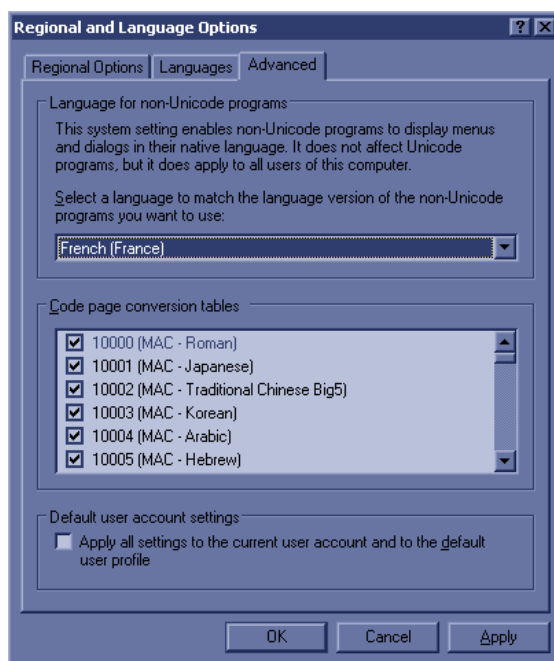 Regional and Language Options
Regional Options
Languages
Advanced
Language for non-Unicode programs
This system setting enables non-Unicode programs to display menus
and dialogs in their native language. It does not affect Unicode
programs, but it does apply to all users of this computer.
Select a language to match the language version of the non-Unicode
programs you want to use:
French (France)
Code page conversion tables
10000 (MAC - Roman)
10001 (MAC - Japanese)
10002 (MAC - Traditional Chinese Big5)
10003 (MAC - Korean)
10004 (MAC - Arabic)
10005 (MAC - Hebrew)
Default user account settings
Apply all settings to the current user account and to the default
user profile
OK
Cancel
Apply